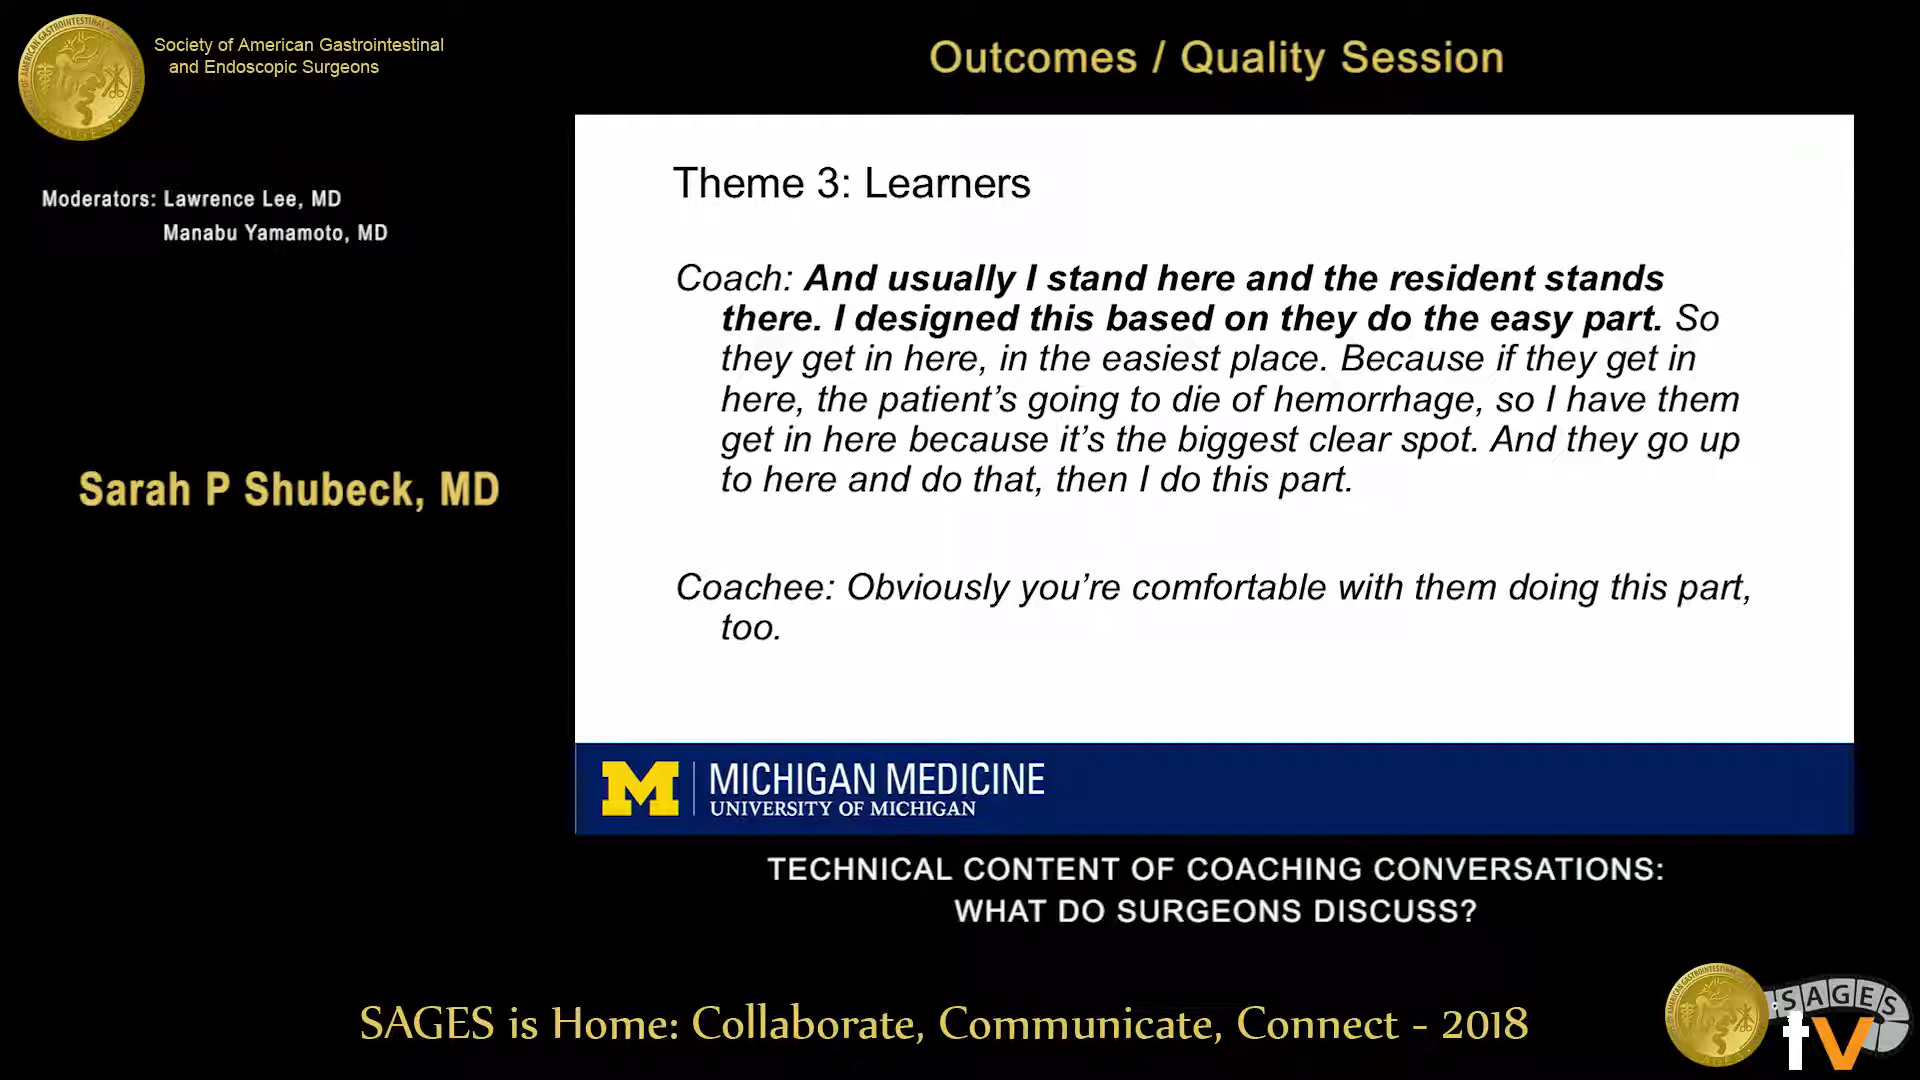 Society of American Gastrointestinal
and Endoscopic Surgeons
Outcomes / Quality Session
Moderators: Lawrence Lee, MD
Manabu Yamamoto, MD
Sarah P Shubeck, MD
Theme 3: Learners
Coach: And usually I stand here and the resident stands
there. I designed this based on they do the easy part. So
they get in here, in the easiest place. Because if they get in
here, the patient’s going to die of hemorrhage, so I have them
get in here because it’s the biggest clear spot. And they go up
to here and do that, then I do this part.
Coachee: Obviously you’re comfortable with them doing this part,
too.
M
MICHIGAN MEDICINE
UNIVERSITY OF MICHIGAN
TECHNICAL CONTENT OF COACHING CONVERSATIONS:
WHAT DO SURGEONS DISCUSS?
SAGES is Home: Collaborate, Communicate, Connect - 2018
SAGES
tv